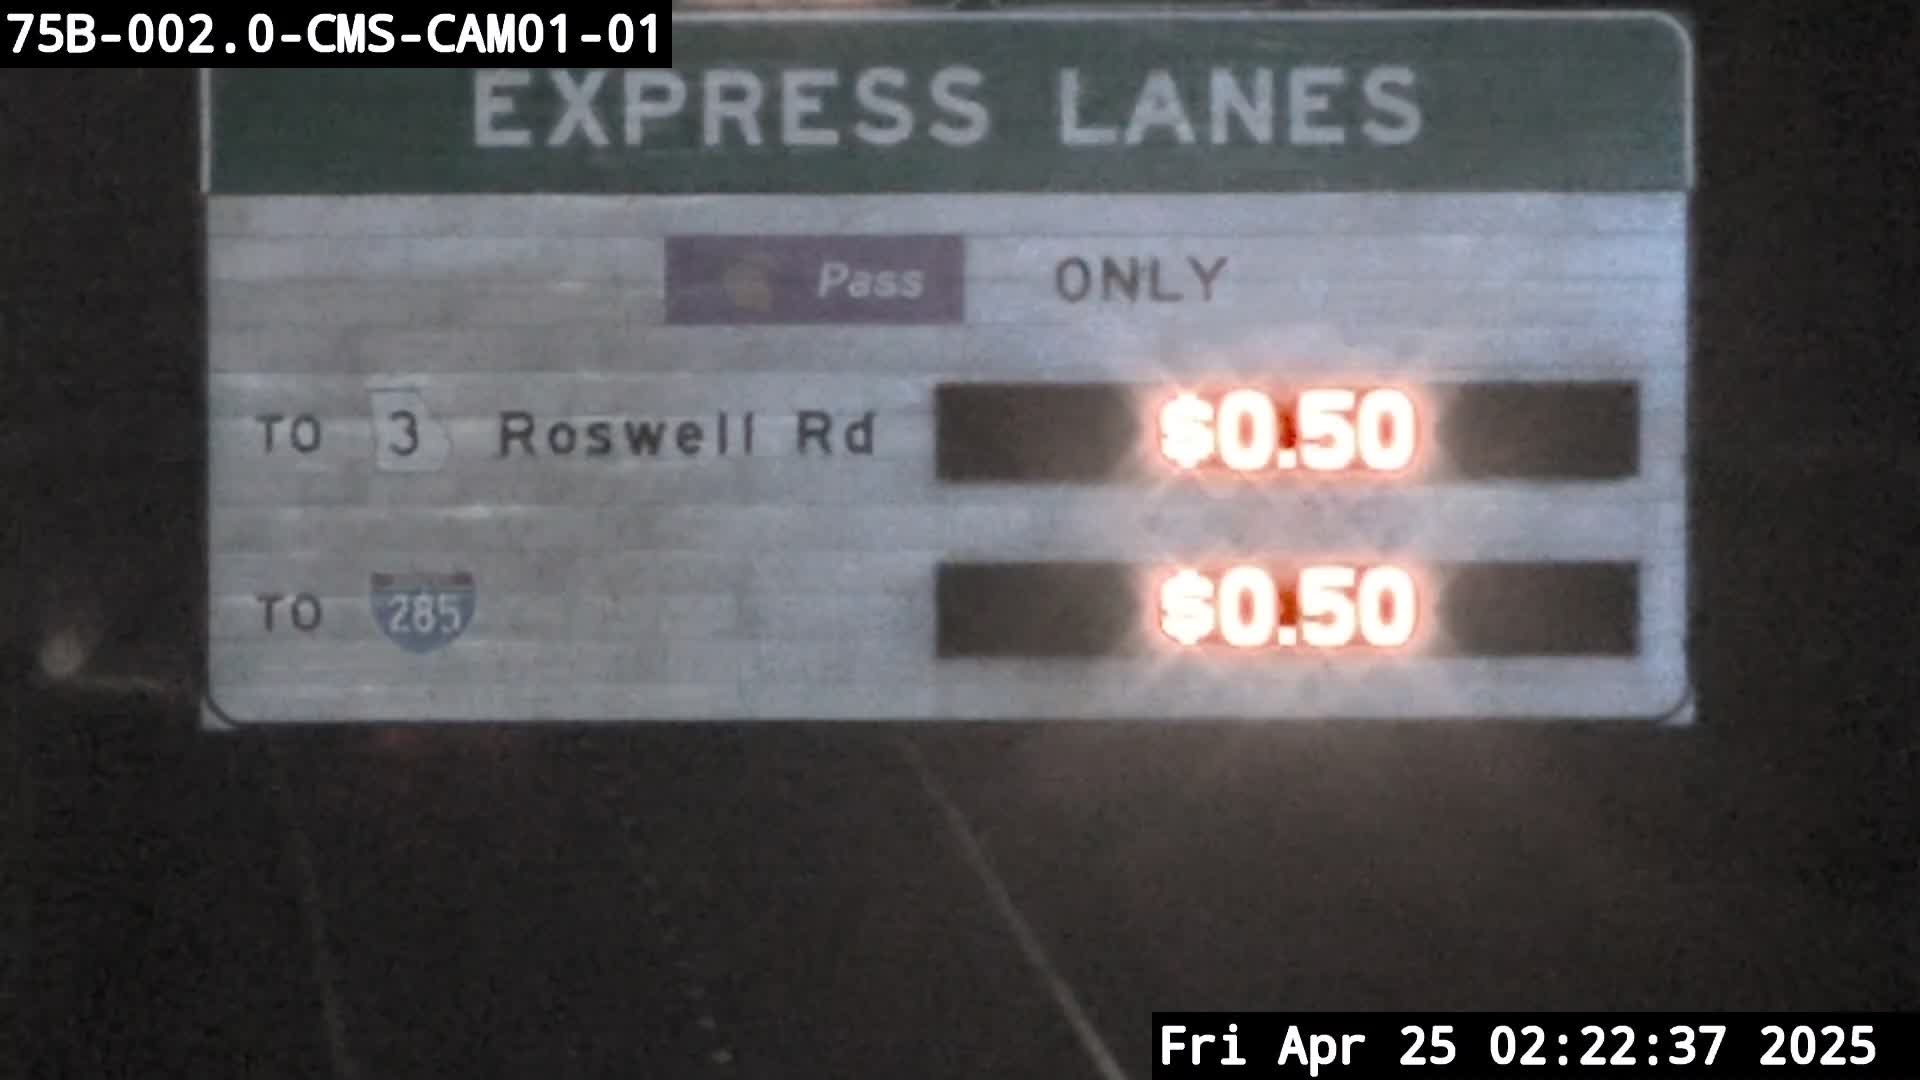 75B-002.0-CMS-CAM01-01
EXPRESS LANES
Pass ONLY
TO 3 Roswell Rd $0.50
TO 285 $0.50
Fri Apr 25 02:22:37 2025